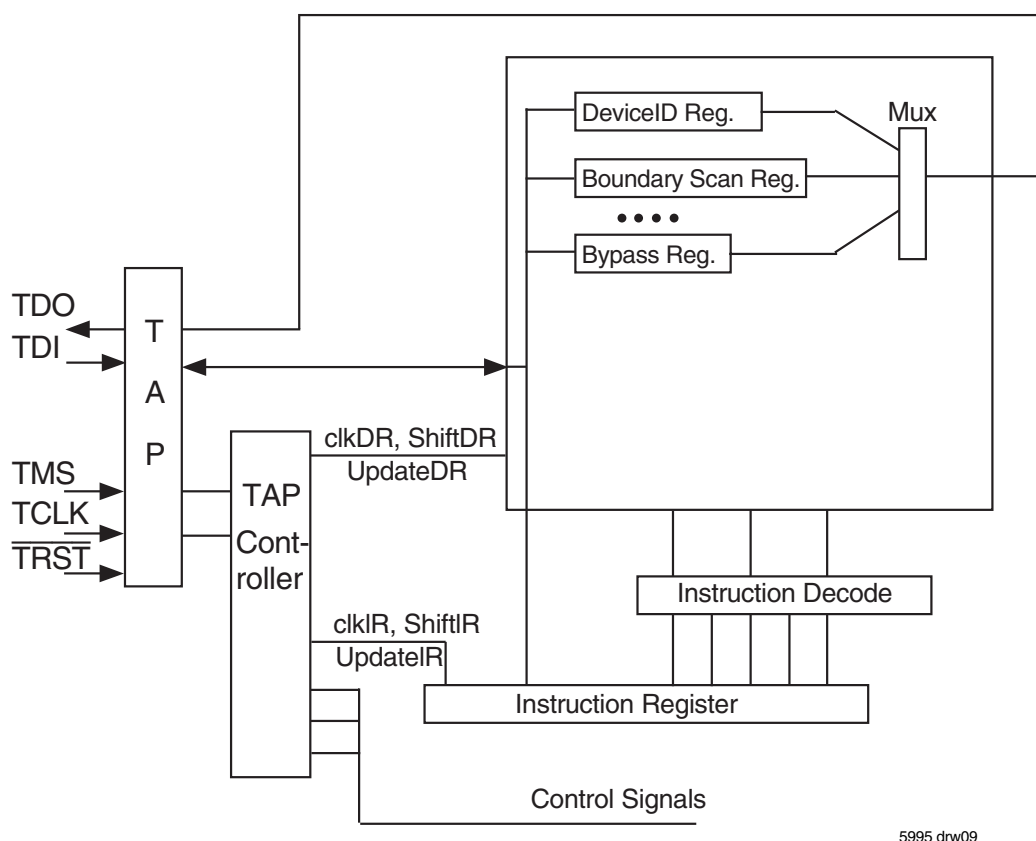 DeviceID Reg.
Mux
Boundary Scan Reg.
Bypass Reg.
TDO
TDI
T
A
P
TMS
TCLK
TRST
TAP
Cont-
roller
clkDR, ShiftDR
UpdateDR
Instruction Decode
clkIR, ShiftIR
UpdateIR
Instruction Register
Control Signals
5995 drw09